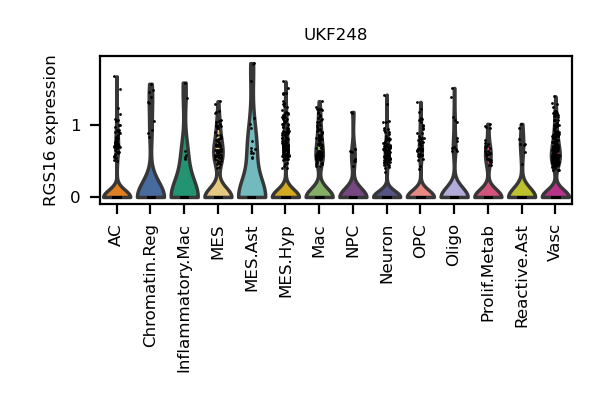 UKF248
RGS16 expression
1
0
AC
Chromatin.Reg
Inflammatory.Mac
MES
MES.Ast
MES.Hyp
Mac
NPC
Neuron
OPC
Oligo
Prolif.Metab
Reactive.Ast
Vasc